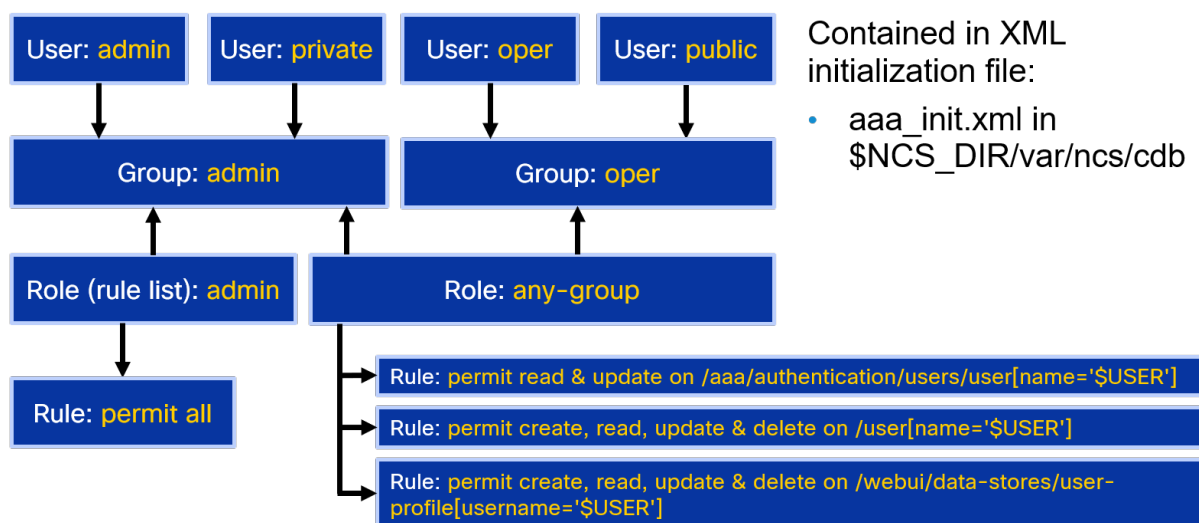 User: admin
User: private
User: oper
User: public
Contained in XML
initialization file:
• aaa_init.xml in
$NCS_DIR/var/ncs/cdb
Group: admin
Group: oper
Role (rule list): admin
Role: any-group
Rule: permit all
Rule: permit read & update on /aaa/authentication/users/user[name='$USER']
Rule: permit create, read, update & delete on /user[name='$USER']
Rule: permit create, read, update & delete on /webui/data-stores/user-
profile[username='$USER']